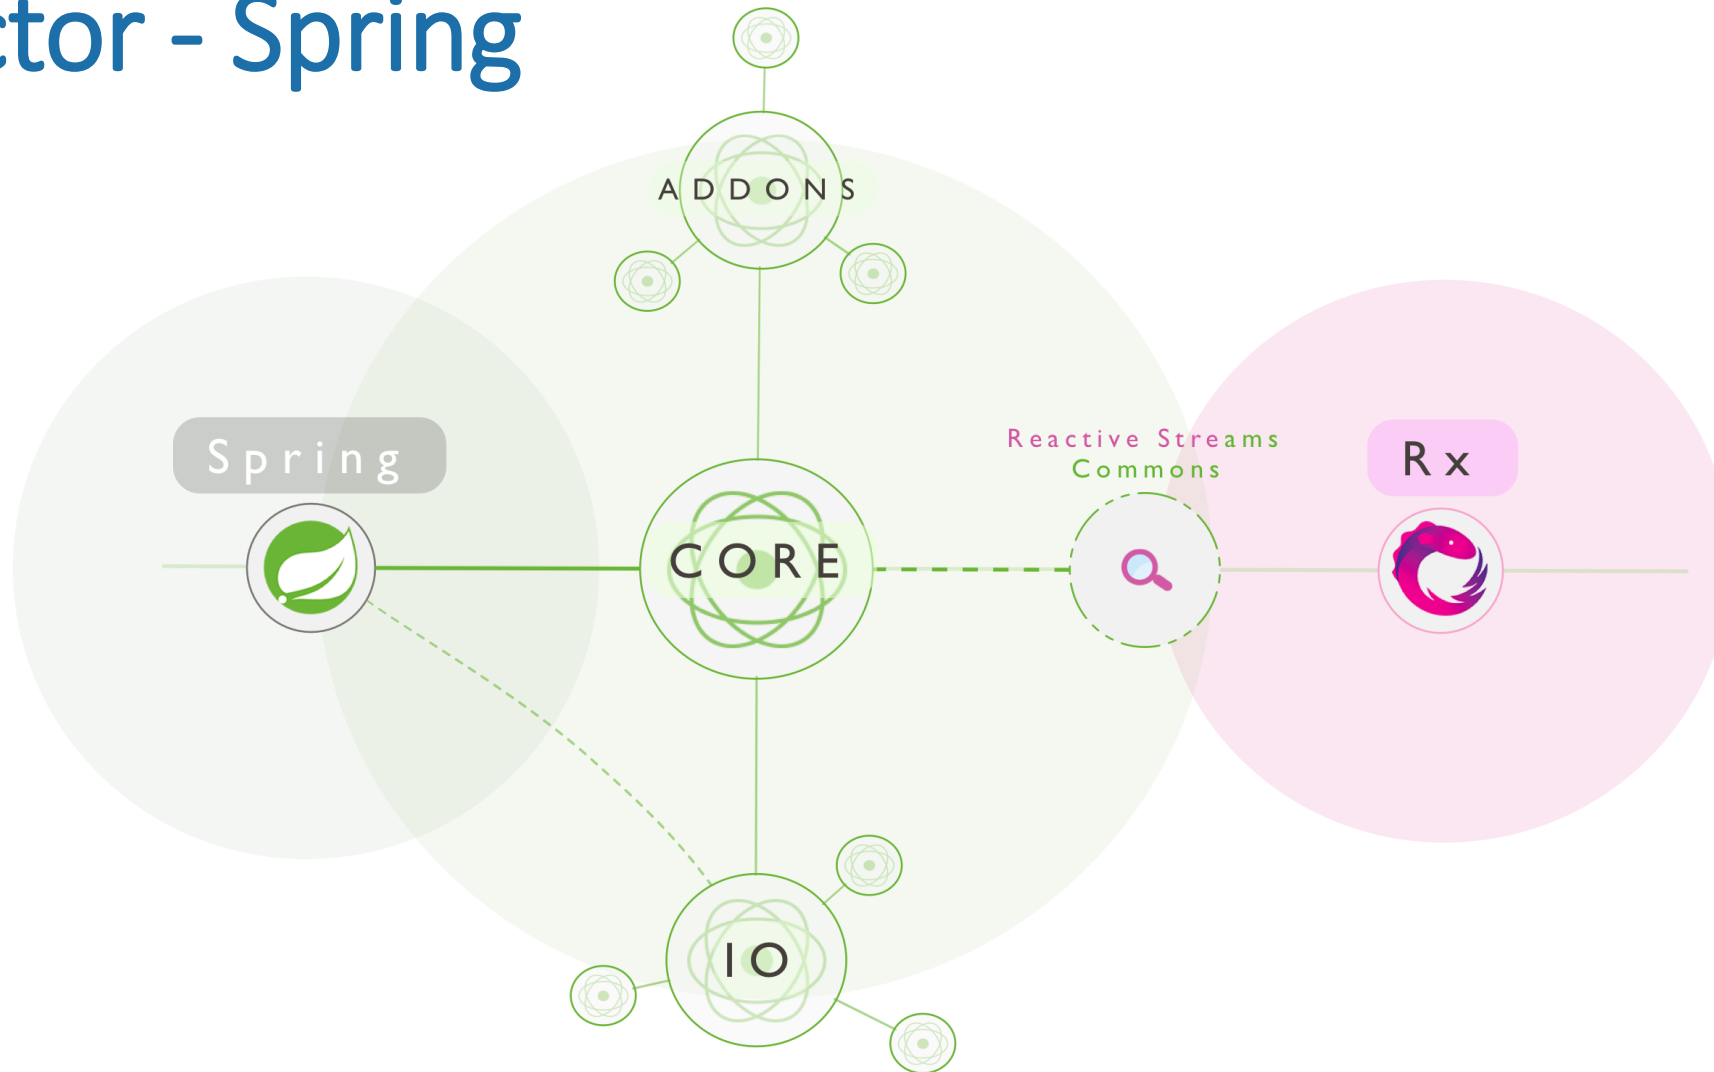 ctor - Spring
ADDONS
Spring
Reactive Streams
Commons
Rx
CORE
IO